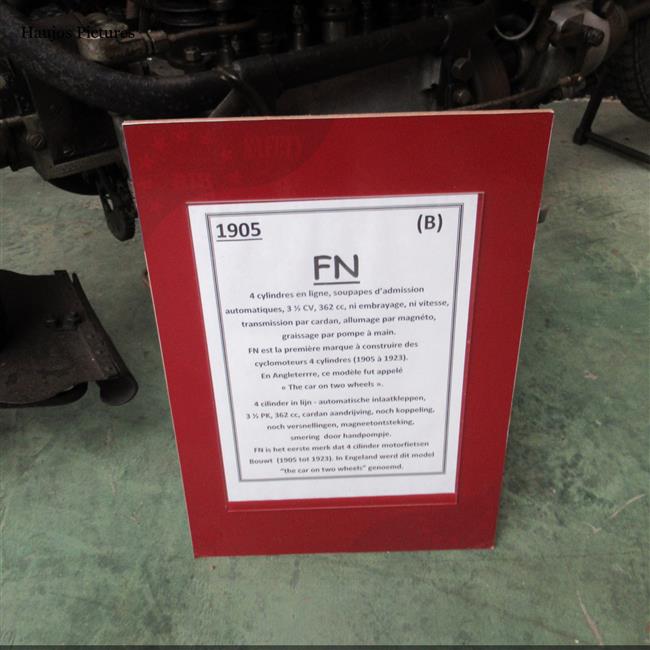 Haujos Pictures
SAFETY
1905
(B)
FN
4 cylindres en ligne, soupapes d'admission
automatiques, 3 ½ CV, 362 cc, ni embrayage, ni vitesse,
transmission par cardan, allumage par magnéto,
graissage par pompe à main.
FN est la première marque à construire des
cyclomoteurs 4 cylindres (1905 à 1923).
En Angleterrre, ce modèle fut appelé
« The car on two wheels ».
4 cilinder in lijn - automatische inlaatkleppen,
3 ½ PK, 362 cc, cardan aandrijving, noch koppeling,
noch versnellingen, magneetontsteking,
smering door handpompje.
FN is het eerste merk dat 4 cilinder motorfietsen
Bouwt (1905 tot 1923). In Engeland werd dit model
"the car on two wheels" genoemd.